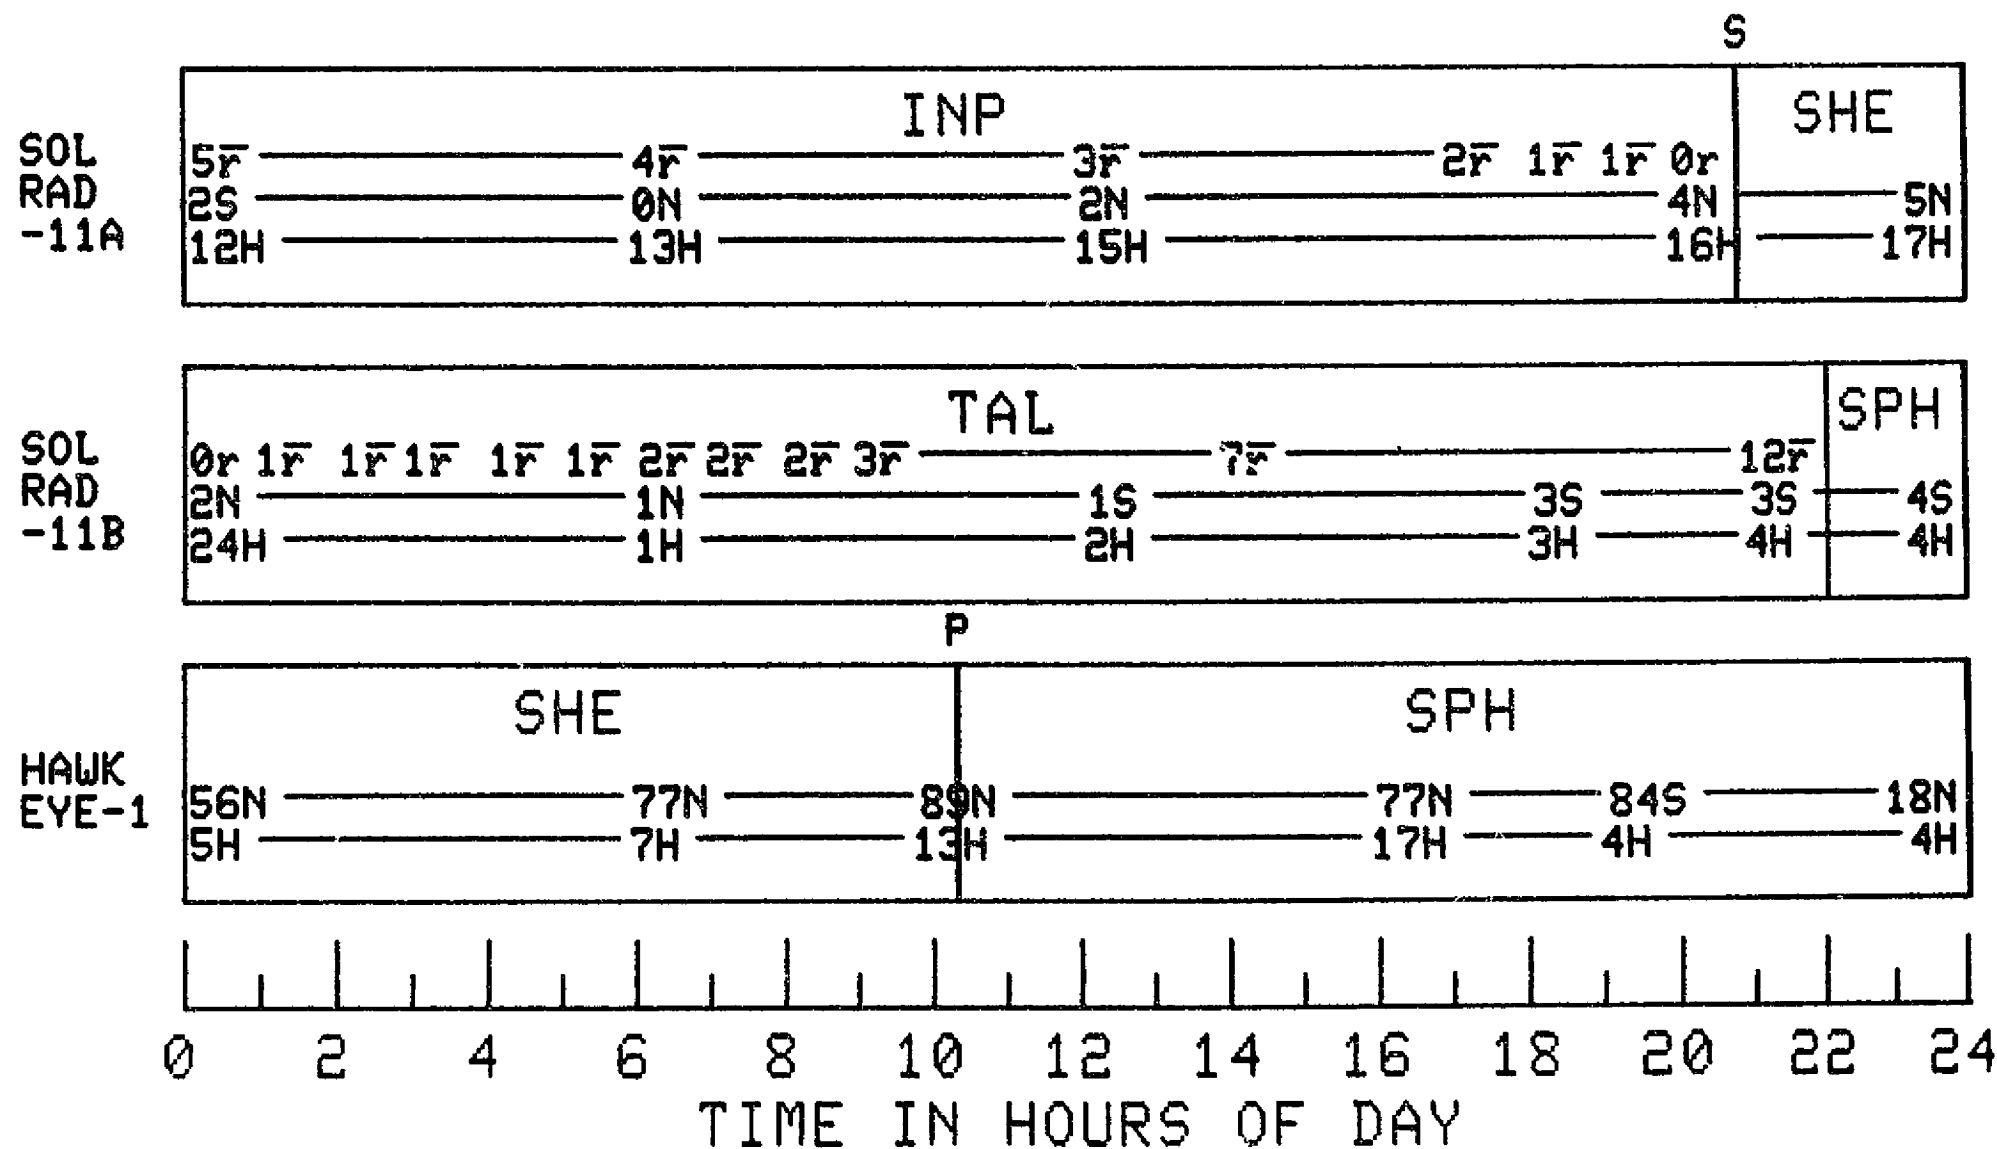 S
INP SHE
SOL
RAD
-11A
5r̅ 4r̅ 3r̅ 2r̅ 1r̅ 1r̅ 0r
2S 0N 2N 4N 5N
12H 13H 15H 16H 17H
TAL SPH
SOL
RAD
-11B
0r 1r̅ 1r̅ 1r̅ 1r̅ 1r̅ 2r̅ 2r̅ 2r̅ 3r̅ 7r̅ 12r̅
2N 1N 1S 3S 3S 4S
24H 1H 2H 3H 4H 4H
P
SHE SPH
HAWK
EYE-1
56N 77N 89N 77N 84S 18N
5H 7H 13H 17H 4H 4H
0 2 4 6 8 10 12 14 16 18 20 22 24
TIME IN HOURS OF DAY